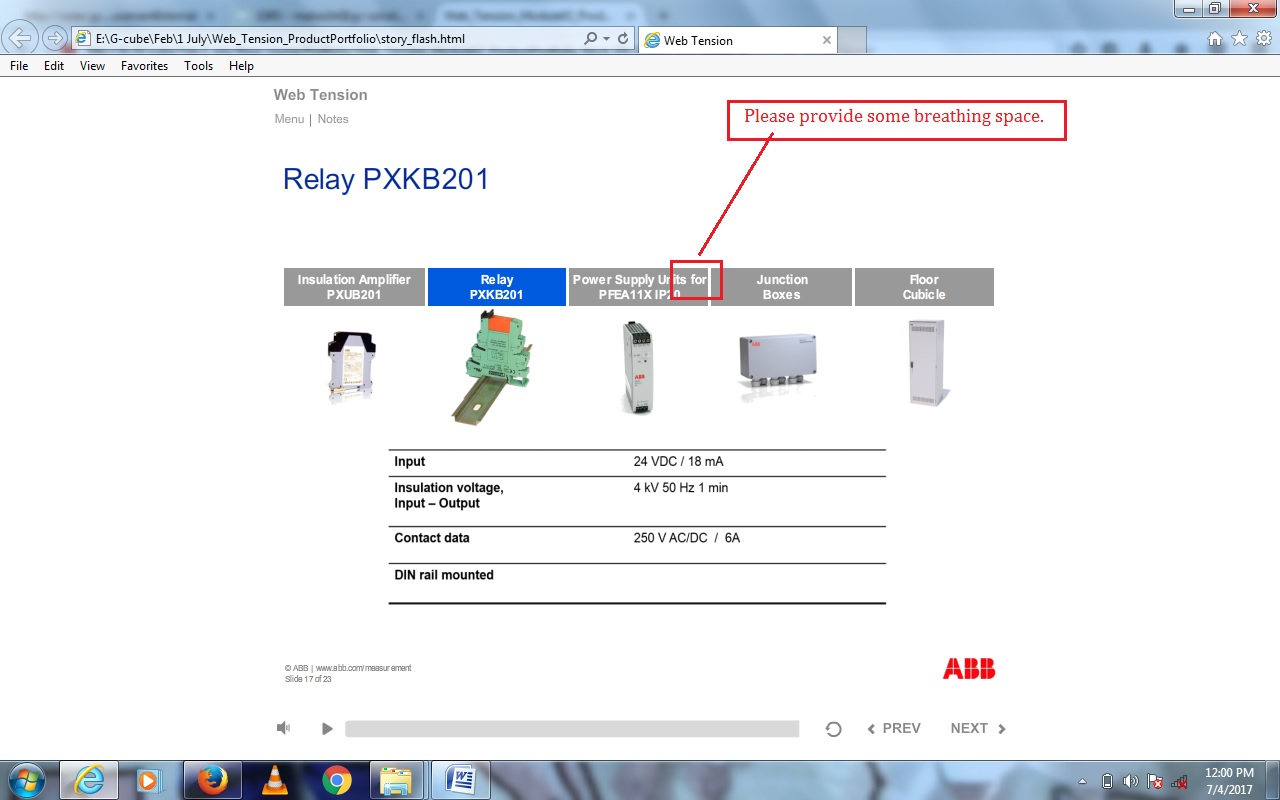 E:\G-cube\Feb\1 July\Web_Tension_ProductPortfolio\story_flash.html
Web Tension
File Edit View Favorites Tools Help
Web Tension
Menu | Notes
Please provide some breathing space.
Relay PXKB201
Insulation Amplifier
PXUB201
Relay
PXKB201
Power Supply Units for
PFEA11X IP20
Junction
Boxes
Floor
Cubicle
ABB
ABB
Input 24 VDC / 18 mA
Insulation voltage, 4 kV 50 Hz 1 min
Input – Output
Contact data 250 V AC/DC / 6A
DIN rail mounted
© ABB | www.abb.com/measurement
Slide 17 of 23
ABB
PREV NEXT
12:00 PM
7/4/2017